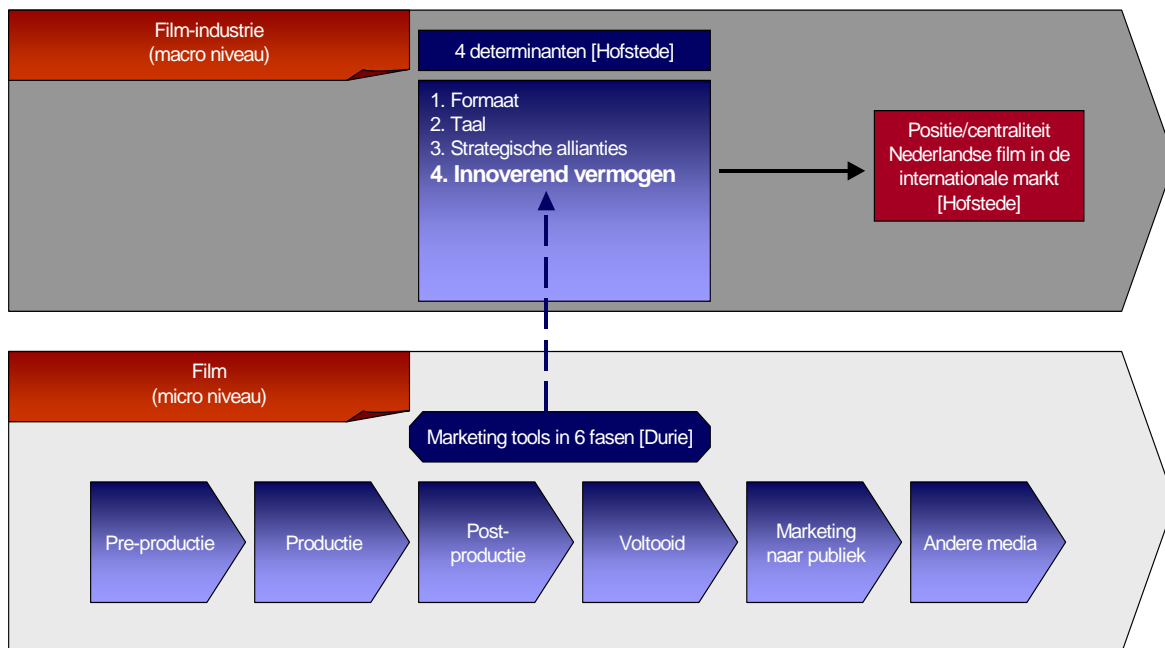 Film-industrie
(macro niveau)
4 determinanten [Hofstede]
1. Formaat
2. Taal
3. Strategische allianties
4. Innoverend vermogen
Positie/centraliteit
Nederlandse film in de
internationale markt
[Hofstede]
Film
(micro niveau)
Marketing tools in 6 fasen [Durie]
Pre-productie
Productie
Post-
productie
Voltooid
Marketing
naar publiek
Andere media